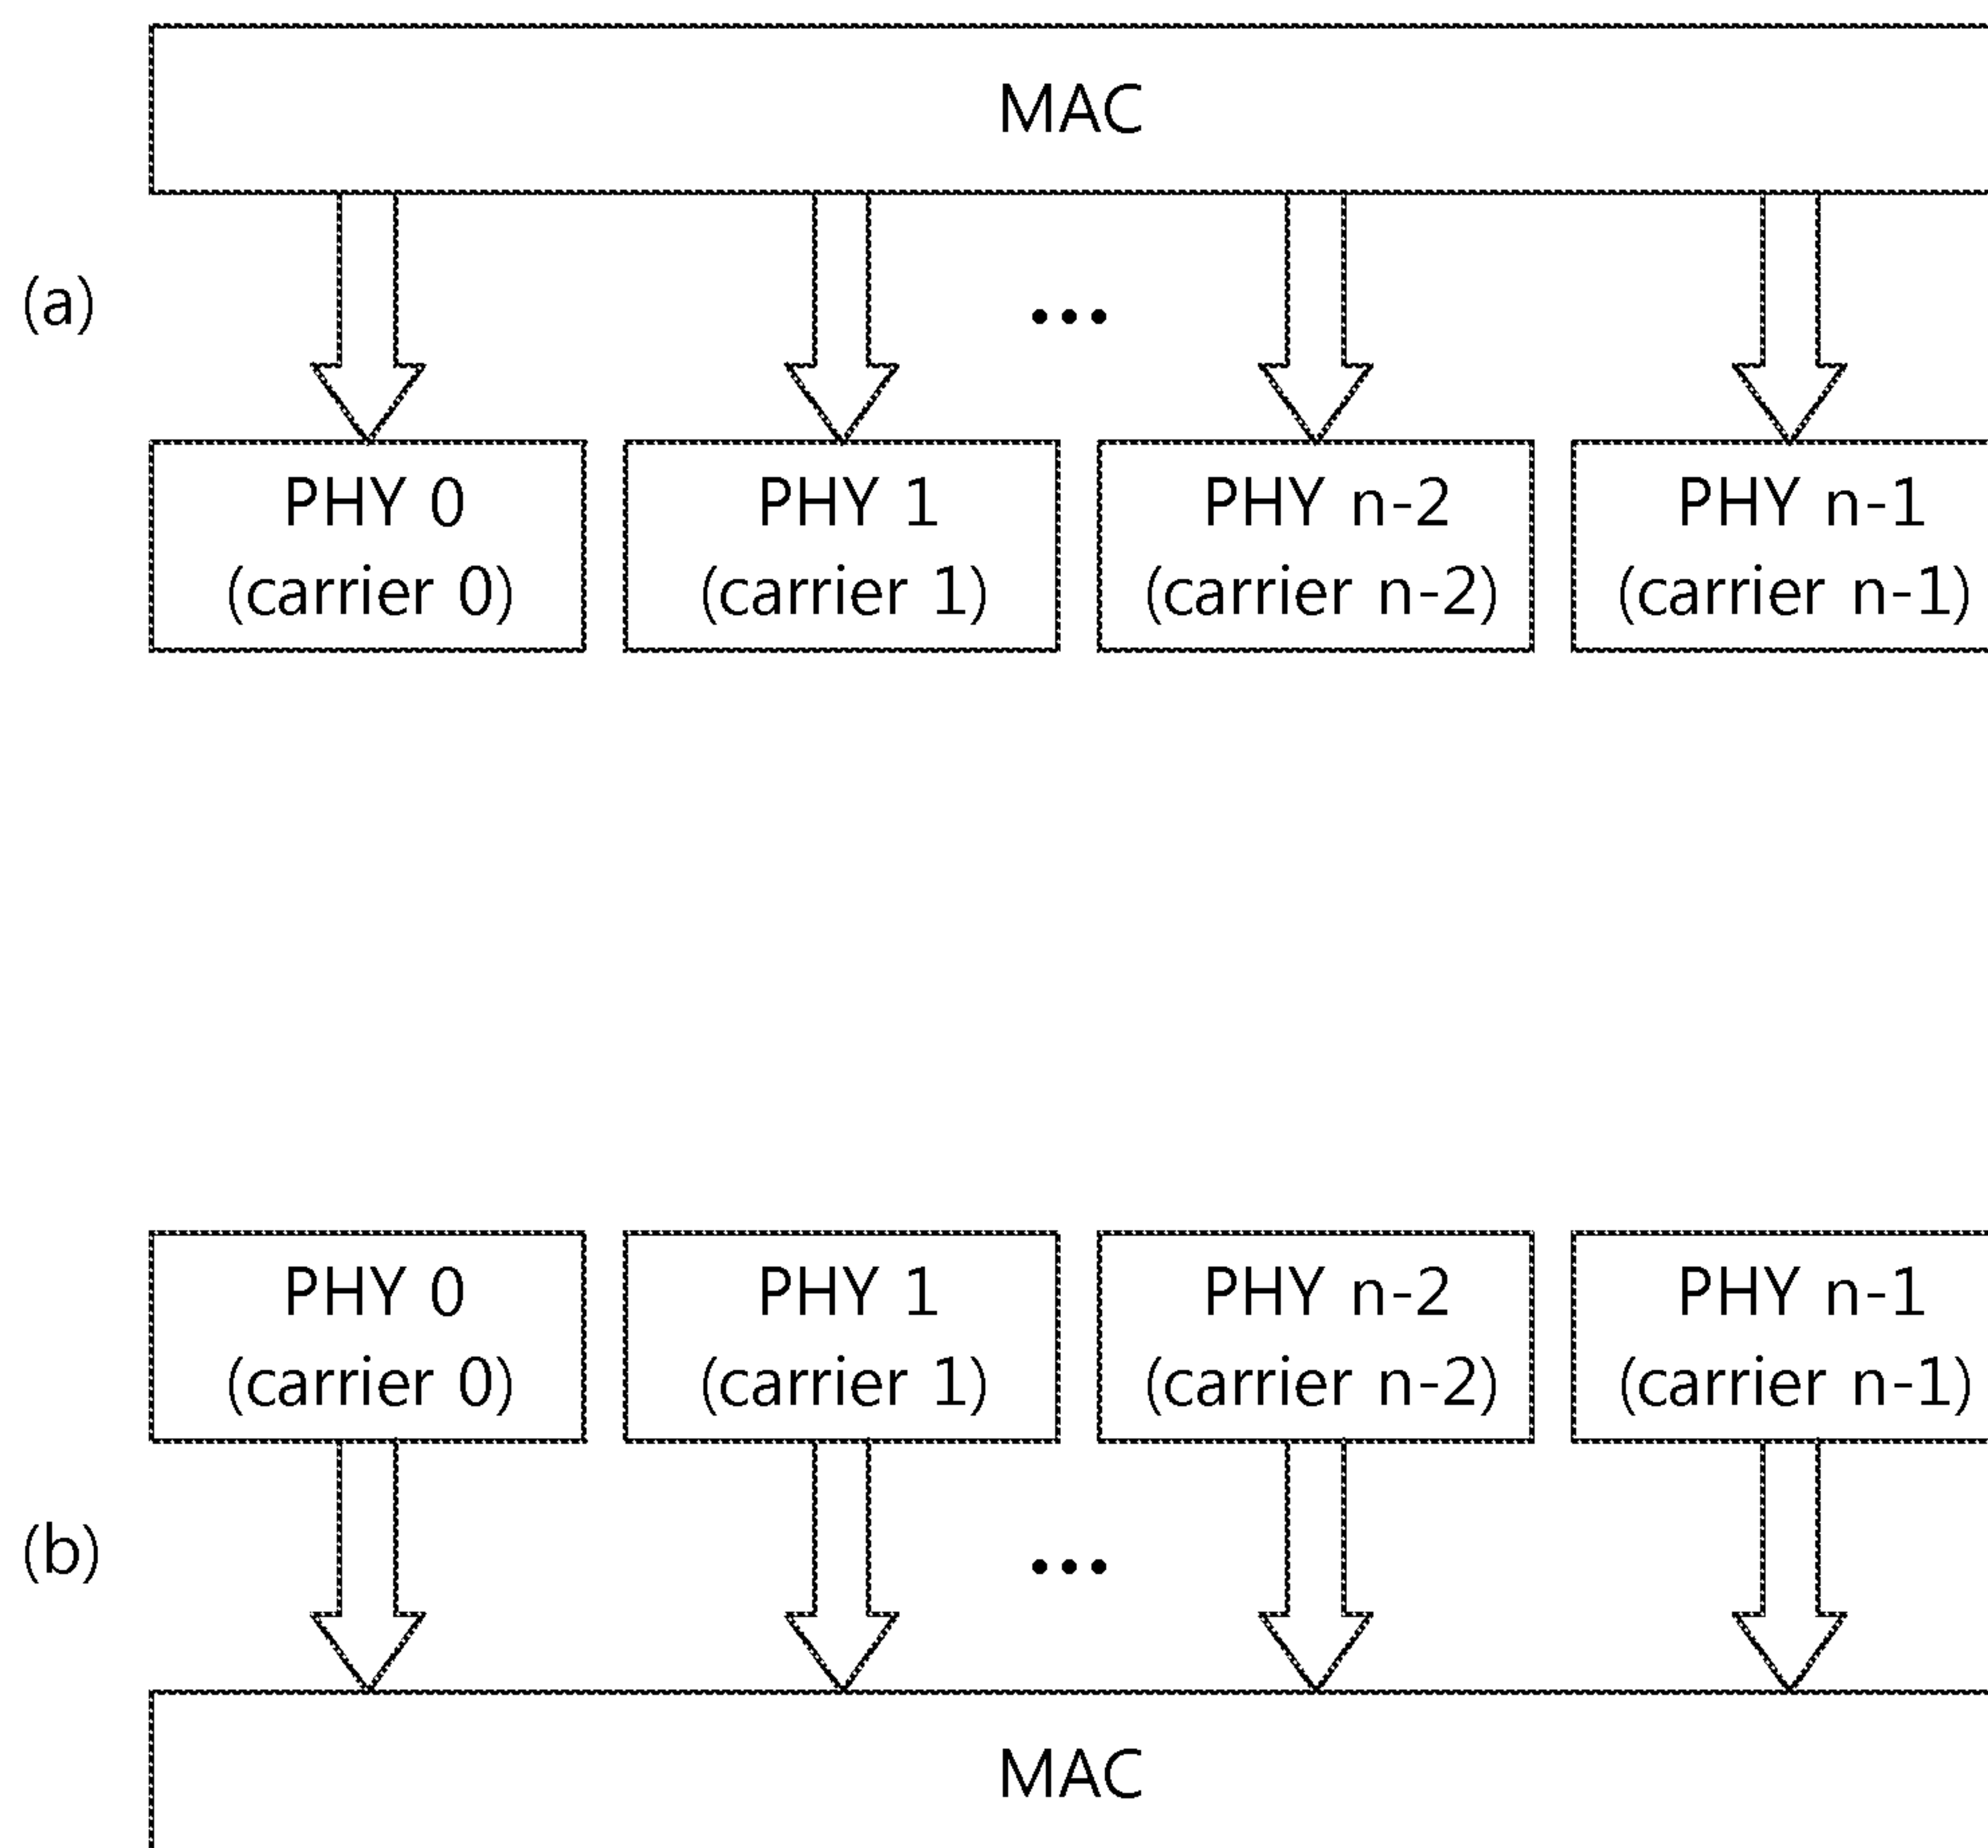 MAC
(a)
...
PHY 0
(carrier 0)
PHY 1
(carrier 1)
PHY n-2
(carrier n-2)
PHY n-1
(carrier n-1)
PHY 0
(carrier 0)
PHY 1
(carrier 1)
PHY n-2
(carrier n-2)
PHY n-1
(carrier n-1)
(b)
...
MAC